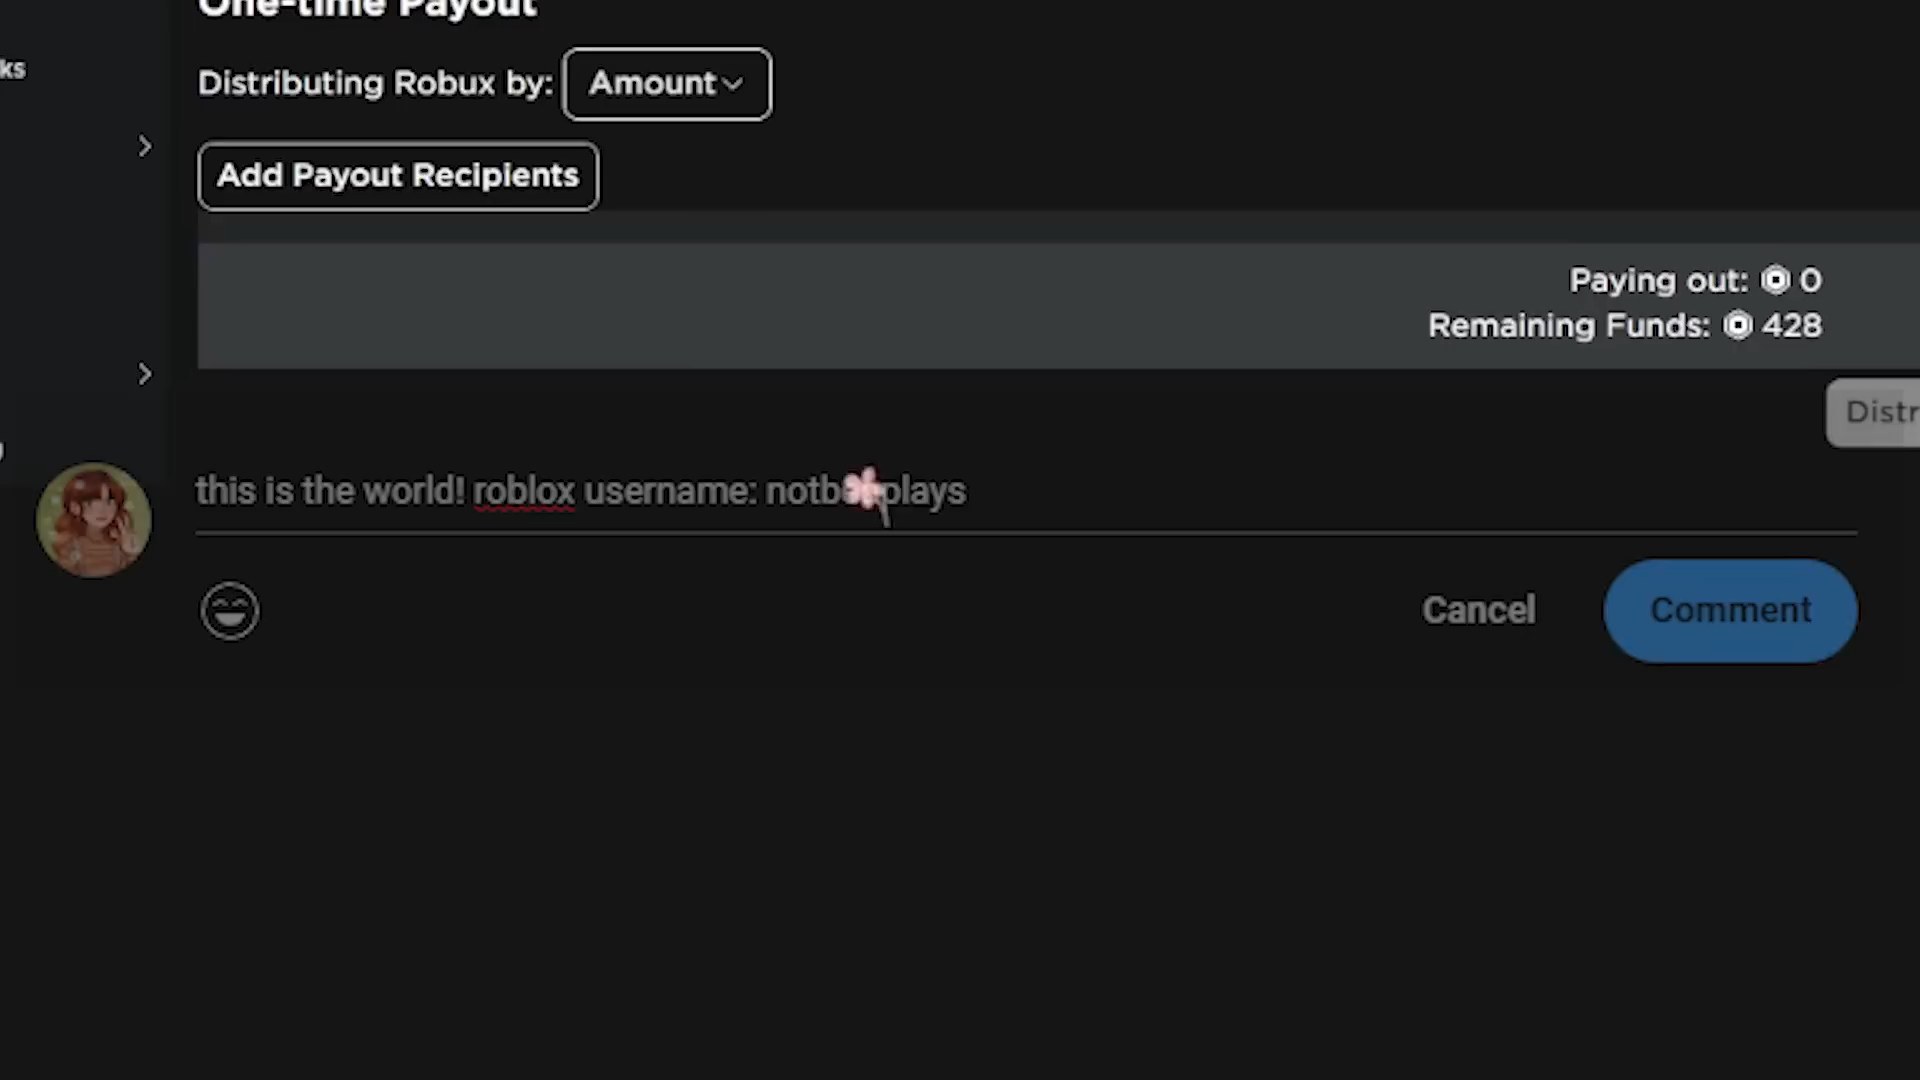 One-time Payout
ks
Distributing Robux by: Amount
Add Payout Recipients
Paying out: 0
Remaining Funds: 428
Distr
this is the world! roblox username:
Cancel
Comment